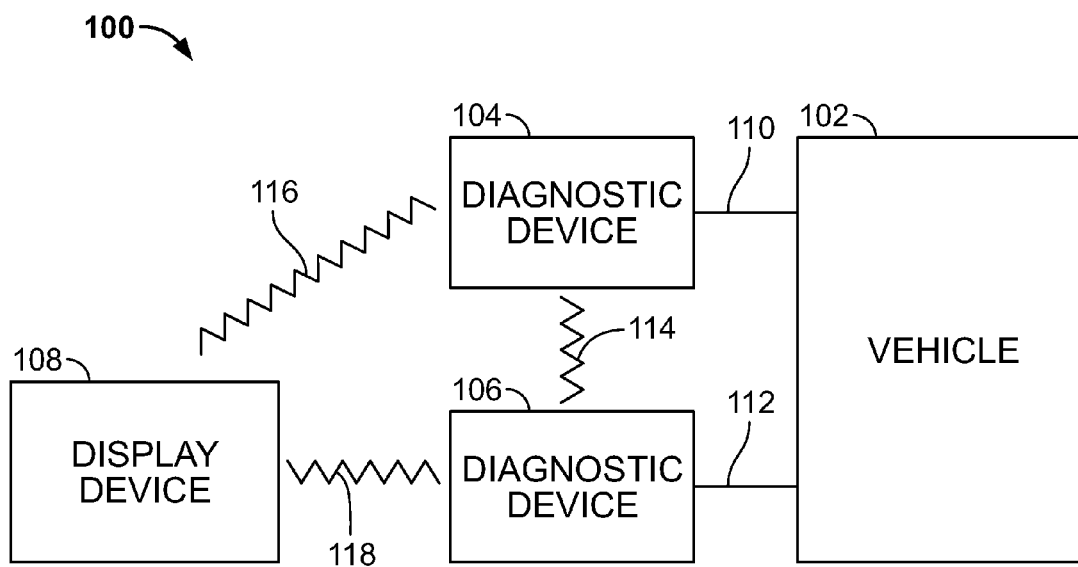 100
104
110
102
DIAGNOSTIC
DEVICE
116
114
VEHICLE
108
106
112
DISPLAY
DEVICE
DIAGNOSTIC
DEVICE
118